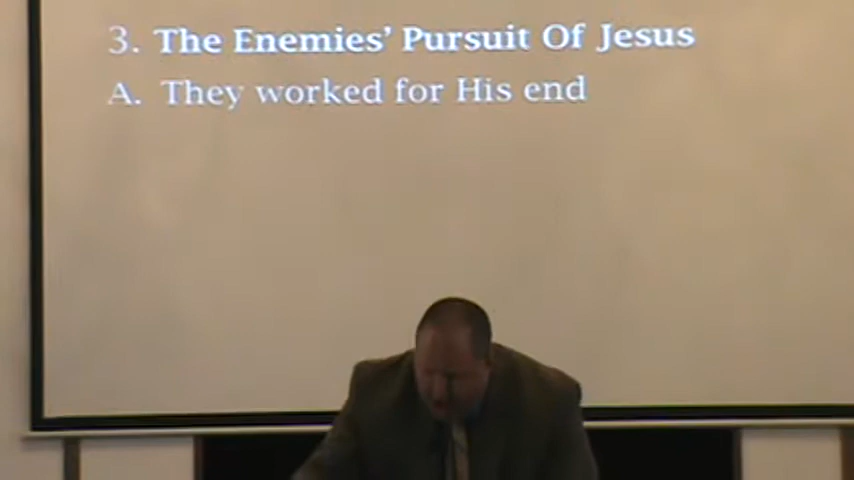 3. The Enemies' Pursuit Of Jesus
A. They worked for His end